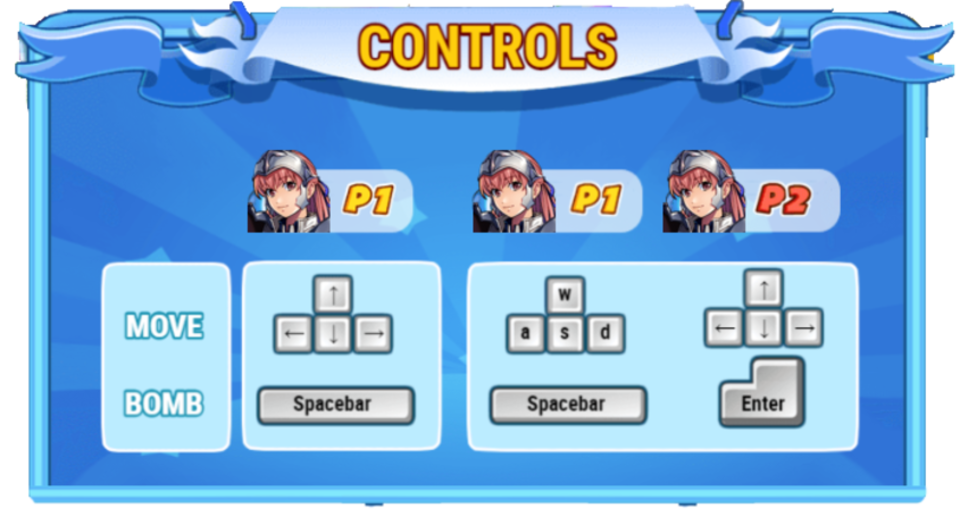 CONTROLS
P1 P1 P2
↑ w ↑
MOVE ← ↓ → a s d ← ↓ →
BOMB Spacebar Spacebar Enter